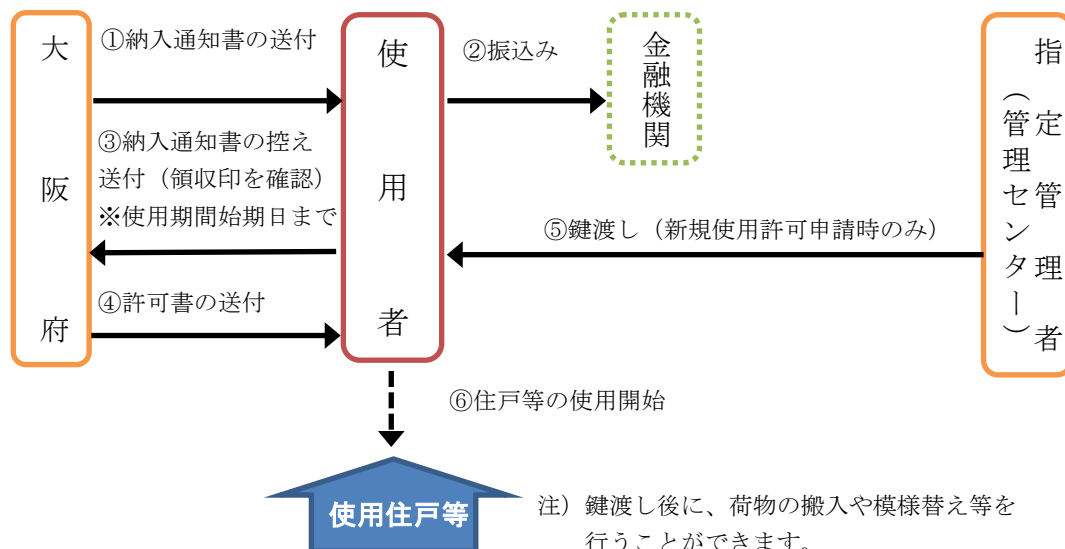 大阪府
①納入通知書の送付
③納入通知書の控え
送付（領収印を確認）
※使用期間始期日まで
④許可書の送付
使用者
②振込み
金融機関
⑤鍵渡し（新規使用許可申請時のみ）
指定管理者
（管理センター）
⑥住戸等の使用開始
使用住戸等
注）鍵渡し後に、荷物の搬入や模様替え等を
行うことができます。